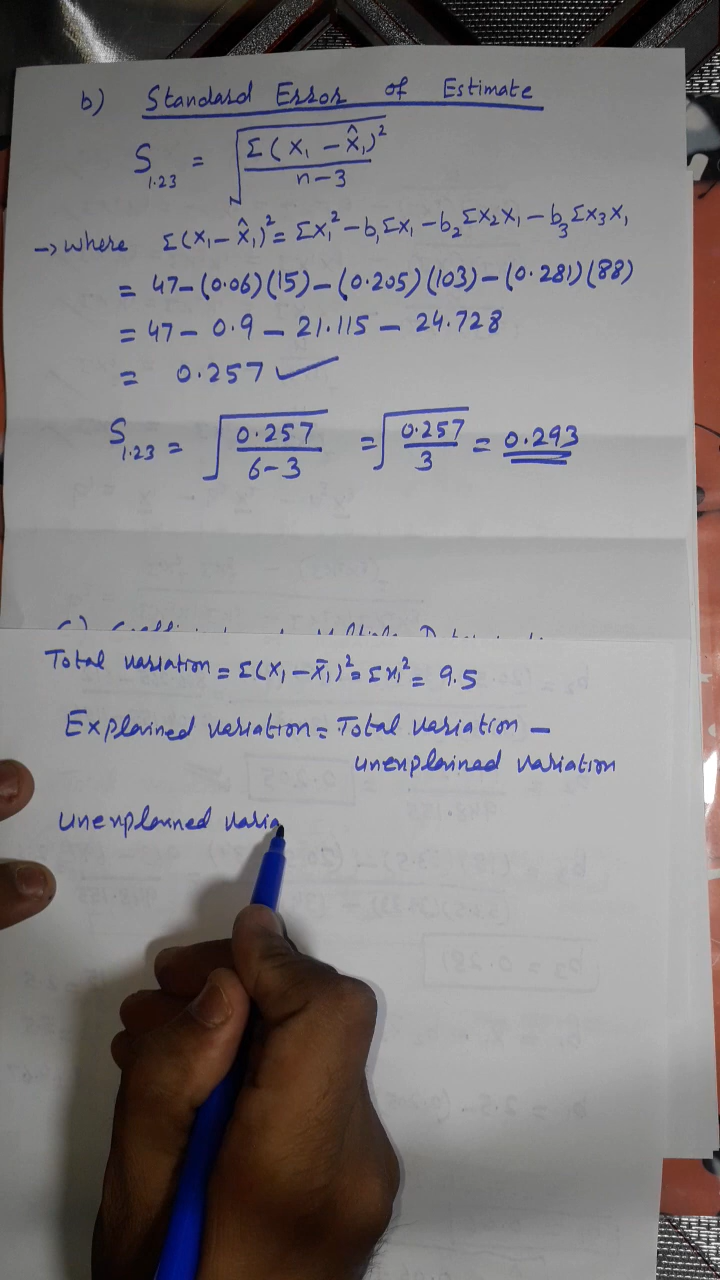 b) Standard Error of Estimate
S₁.₂₃ = √(Σ(X₁ - X̂₁)² / n-3)
→ where Σ(X₁ - X̂₁)² = ΣX₁² - b₁ΣX₁ - b₂ΣX₂X₁ - b₃ΣX₃X₁
= 47-(0.06)(15)-(0.205)(103)-(0.281)(88)
= 47 - 0.9 - 21.115 - 24.728
= 0.257 ✓
S₁.₂₃ = √(0.257 / 6-3) = √(0.257 / 3) = 0.293
Total variation = Σ(X₁ - X̄₁)² = Σx₁² = 9.5
Explained variation = Total variation -
unexplained variation
unexplained varia